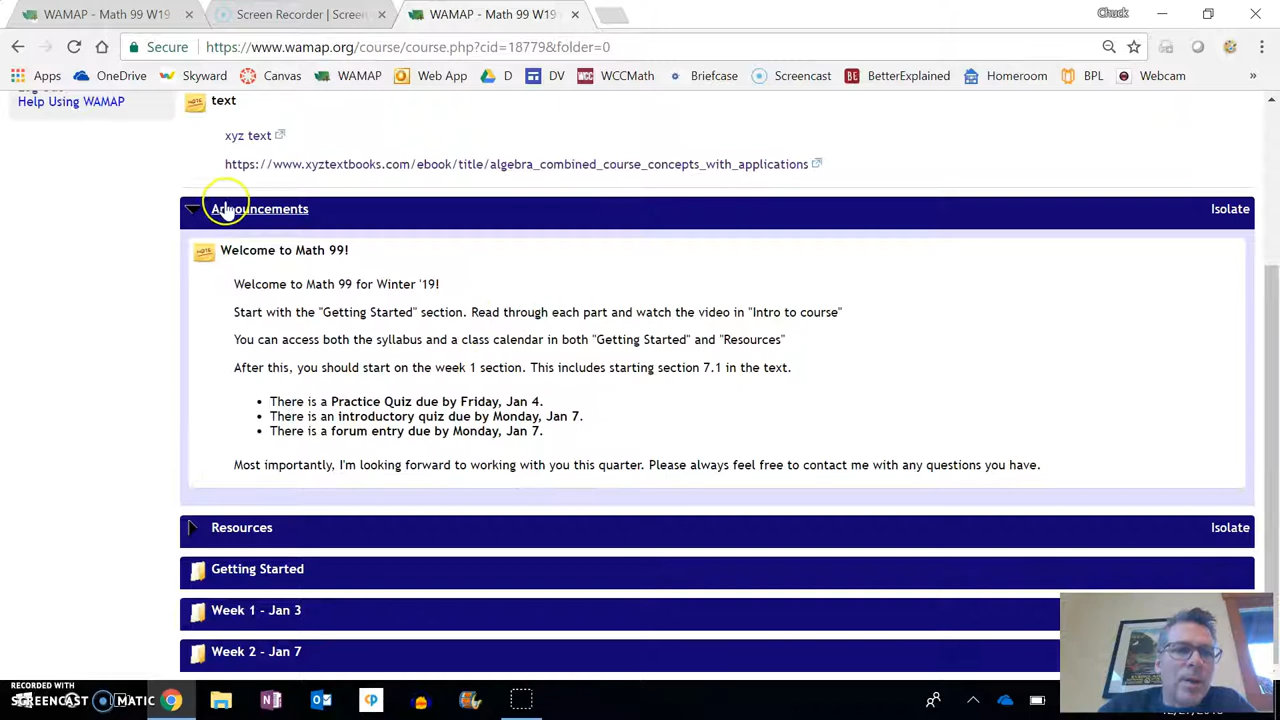 WAMAP - Math 99 W19
Screen Recorder | Screen
WAMAP - Math 99 W19
Chuck
Secure
https://www.wamap.org/course/course.php?cid=18779&folder=0
Apps OneDrive Skyward Canvas WAMAP Web App D DV WCCMath Briefcase Screencast BE BetterExplained Homeroom BPL Webcam »
Help Using WAMAP
NOTE text
xyz text
https://www.xyztextbooks.com/ebook/title/algebra_combined_course_concepts_with_applications
Announcements Isolate
NOTE Welcome to Math 99!
Welcome to Math 99 for Winter '19!
Start with the "Getting Started" section. Read through each part and watch the video in "Intro to course"
You can access both the syllabus and a class calendar in both "Getting Started" and "Resources"
After this, you should start on the week 1 section. This includes starting section 7.1 in the text.
• There is a Practice Quiz due by Friday, Jan 4.
• There is an introductory quiz due by Monday, Jan 7.
• There is a forum entry due by Monday, Jan 7.
Most importantly, I'm looking forward to working with you this quarter. Please always feel free to contact me with any questions you have.
Resources Isolate
Getting Started
Week 1 - Jan 3
Week 2 - Jan 7
RECORDED WITH
SCREENCAST MATIC